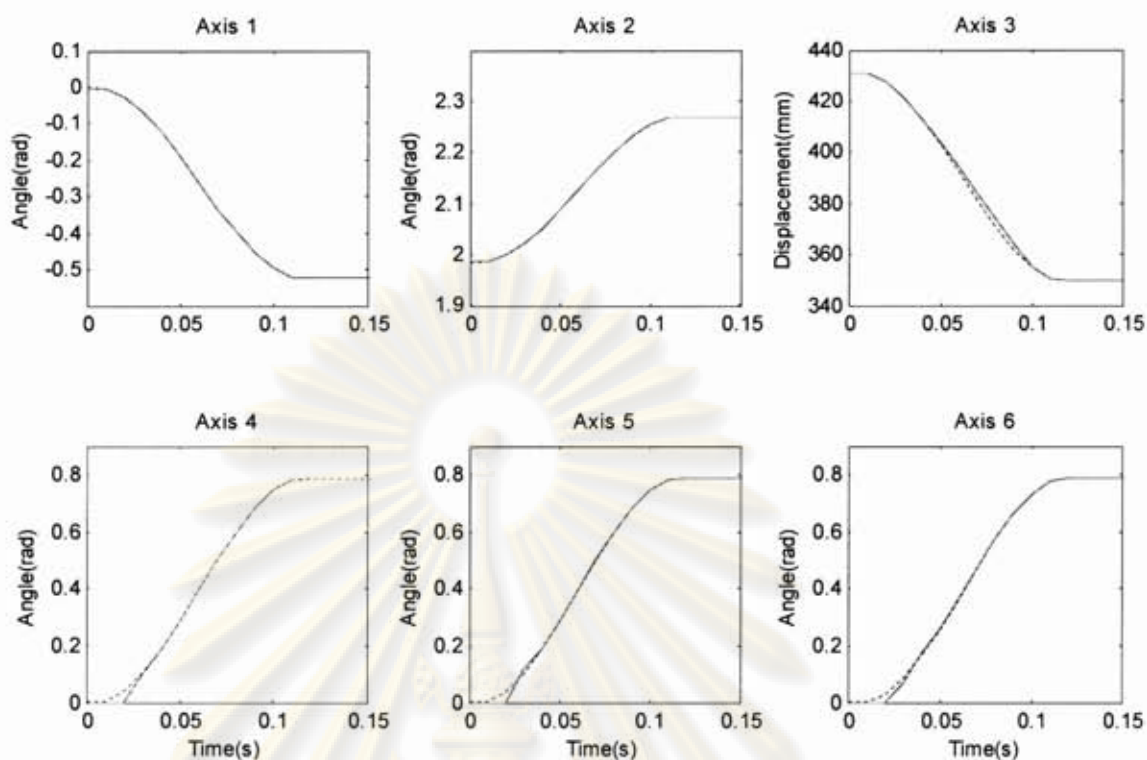 Axis 1
0.1
0
-0.1
-0.2
-0.3
-0.4
-0.5
Angle(rad)
0 0.05 0.1 0.15
Axis 2
2.3
2.2
2.1
2
1.9
Angle(rad)
0 0.05 0.1 0.15
Axis 3
440
420
400
380
360
340
Displacement(mm)
0 0.05 0.1 0.15
Axis 4
0.8
0.6
0.4
0.2
0
Angle(rad)
0 0.05 0.1 0.15
Time(s)
Axis 5
0.8
0.6
0.4
0.2
0
Angle(rad)
0 0.05 0.1 0.15
Time(s)
Axis 6
0.8
0.6
0.4
0.2
0
Angle(rad)
0 0.05 0.1 0.15
Time(s)